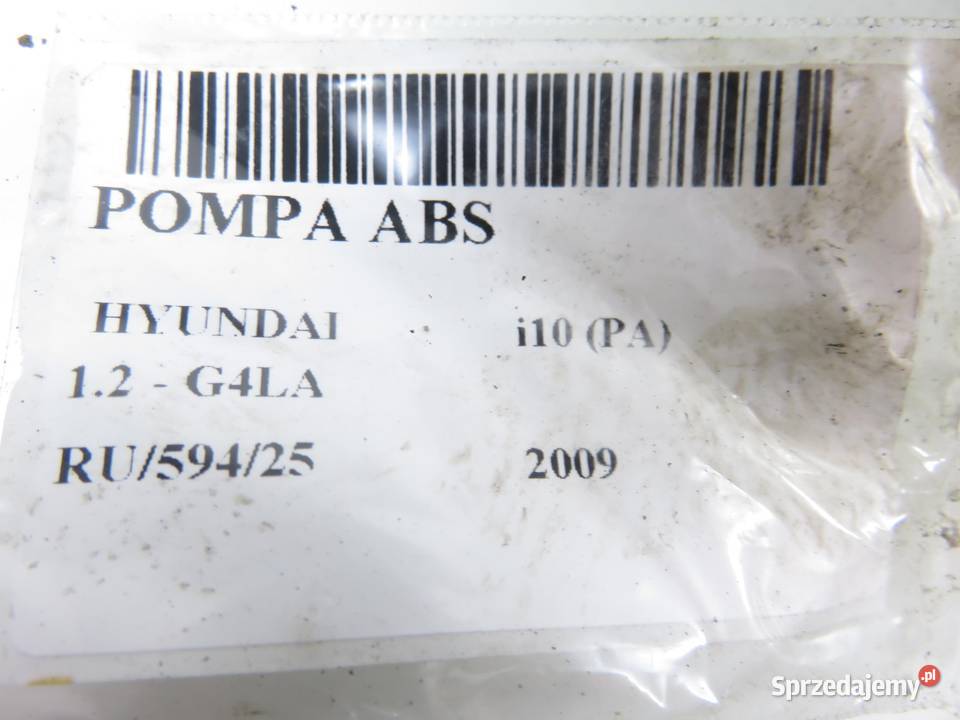 POMPA ABS
HYUNDAI i10 (PA)
1.2 - G4LA
RU/594/25 2009
Sprzedajemy.pl